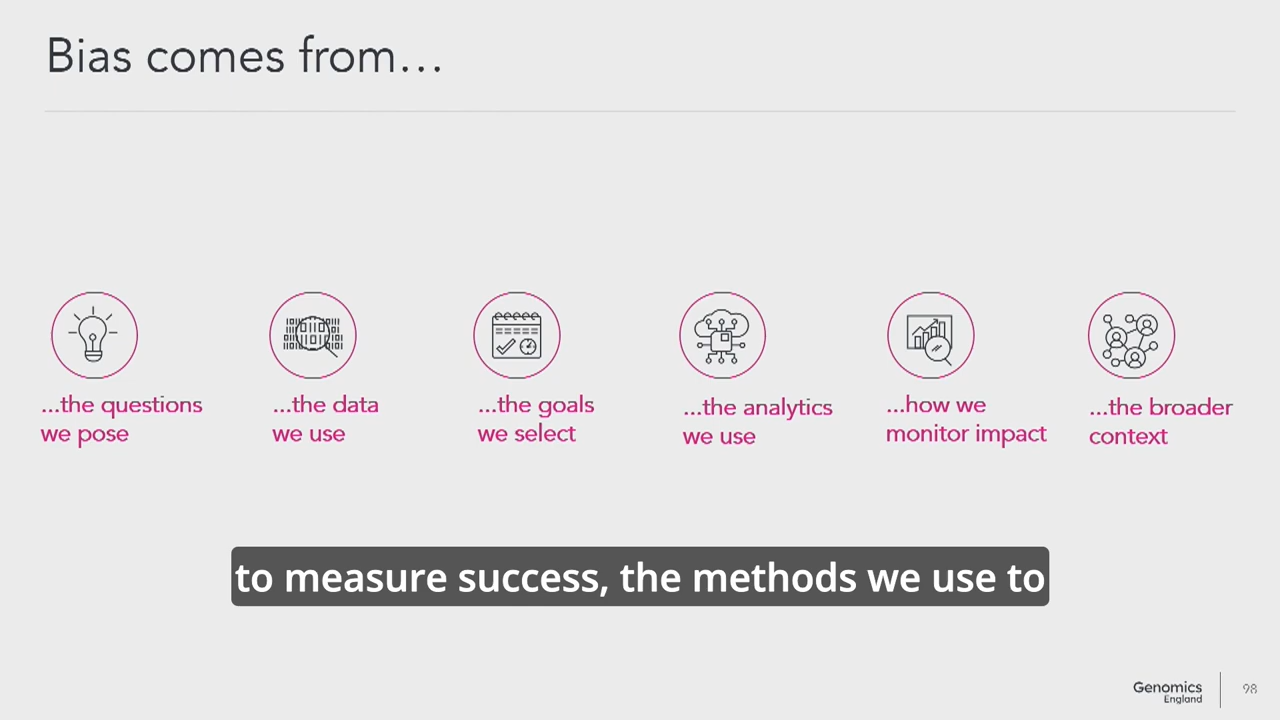 Bias comes from...
...the questions
we pose
...the data
we use
...the goals
we select
...the analytics
we use
...how we
monitor impact
...the broader
context
to measure success, the methods we use to
Genomics
England
98